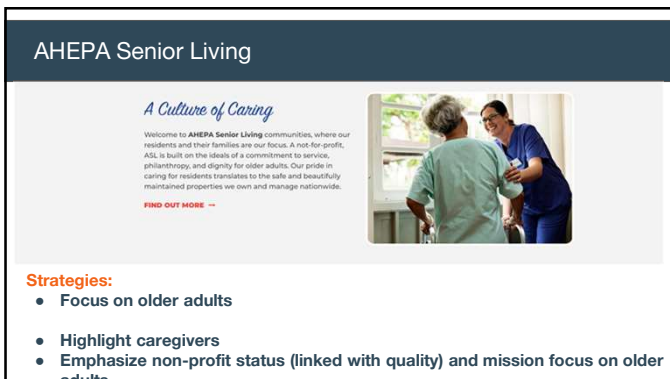 AHEPA Senior Living
A Culture of Caring
Welcome to AHEPA Senior Living communities, where our
residents and their families are our focus. A not-for-profit,
ASL is built on the ideals of a commitment to service,
philanthropy, and dignity for older adults. Our pride in
caring for residents translates to the safe and beautifully
maintained properties we own and manage nationwide.
FIND OUT MORE →
Strategies:
● Focus on older adults
● Highlight caregivers
● Emphasize non-profit status (linked with quality) and mission focus on older
adults